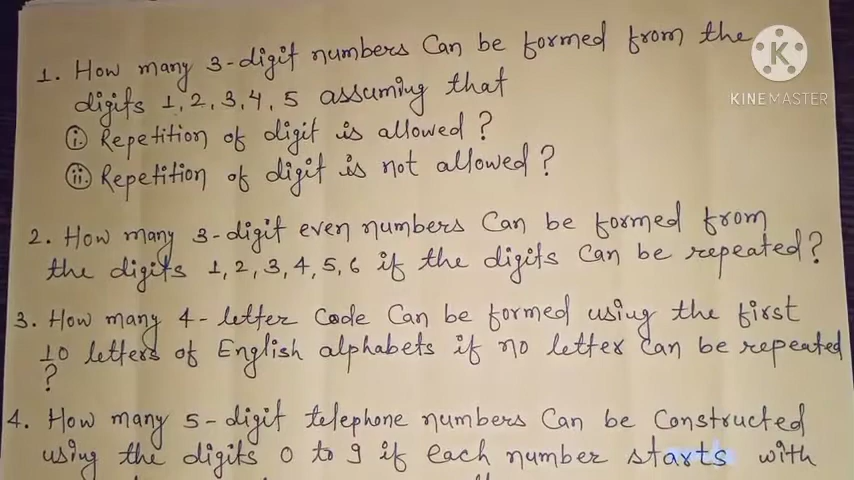 1. How many 3-digit numbers can be formed from the
digits 1, 2, 3, 4, 5 assuming that
(i) Repetition of digit is allowed?
(ii) Repetition of digit is not allowed?
2. How many 3-digit even numbers can be formed from
the digits 1, 2, 3, 4, 5, 6 if the digits can be repeated?
3. How many 4-letter code can be formed using the first
10 letters of English alphabets if no letter can be repeated
?
4. How many 5-digit telephone numbers can be constructed
using the digits 0 to 9 if each number starts with
K
KINEMASTER